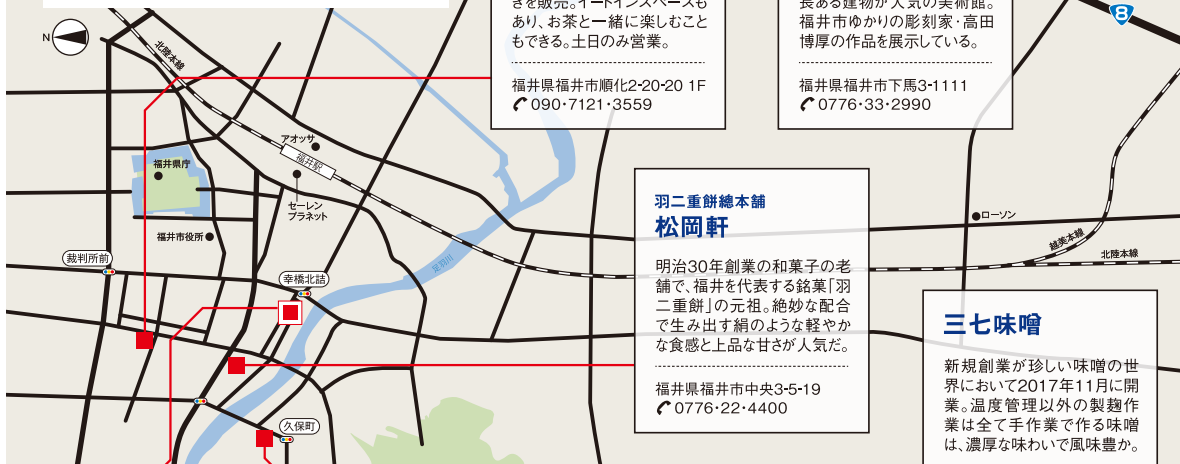 きを販売。イートインスペースも
あり、お茶と一緒に楽しむこと
もできる。土日のみ営業。
福井県福井市順化2-20-20 1F
090・7121・3559
長ある建物が人気の美術館。
福井市ゆかりの彫刻家・高田
博厚の作品を展示している。
福井県福井市下馬3-1111
0776・33・2990
8
N
北陸本線
アオッサ
福井駅
福井県庁
セーレン
プラネット
福井市役所
裁判所前
幸橋北詰
足羽川
久保町
羽二重餅總本舗
松岡軒
明治30年創業の和菓子の老
舗で、福井を代表する銘菓「羽
二重餅」の元祖。絶妙な配合
で生み出す絹のような軽やか
な食感と上品な甘さが人気だ。
福井県福井市中央3-5-19
0776・22・4400
ローソン
越美本線
北陸本線
三七味噌
新規創業が珍しい味噌の世
界において2017年11月に開
業。温度管理以外の製麹作
業は全て手作業で作る味噌
は、濃厚な味わいで風味豊か。